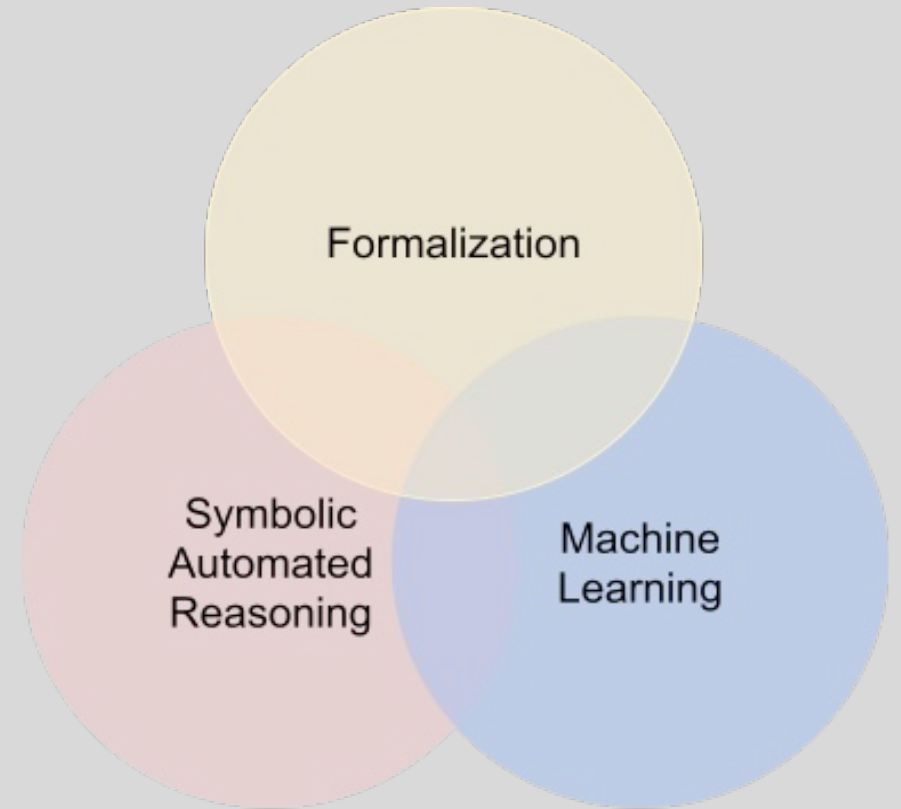 Formalization
Symbolic
Automated
Reasoning
Machine
Learning